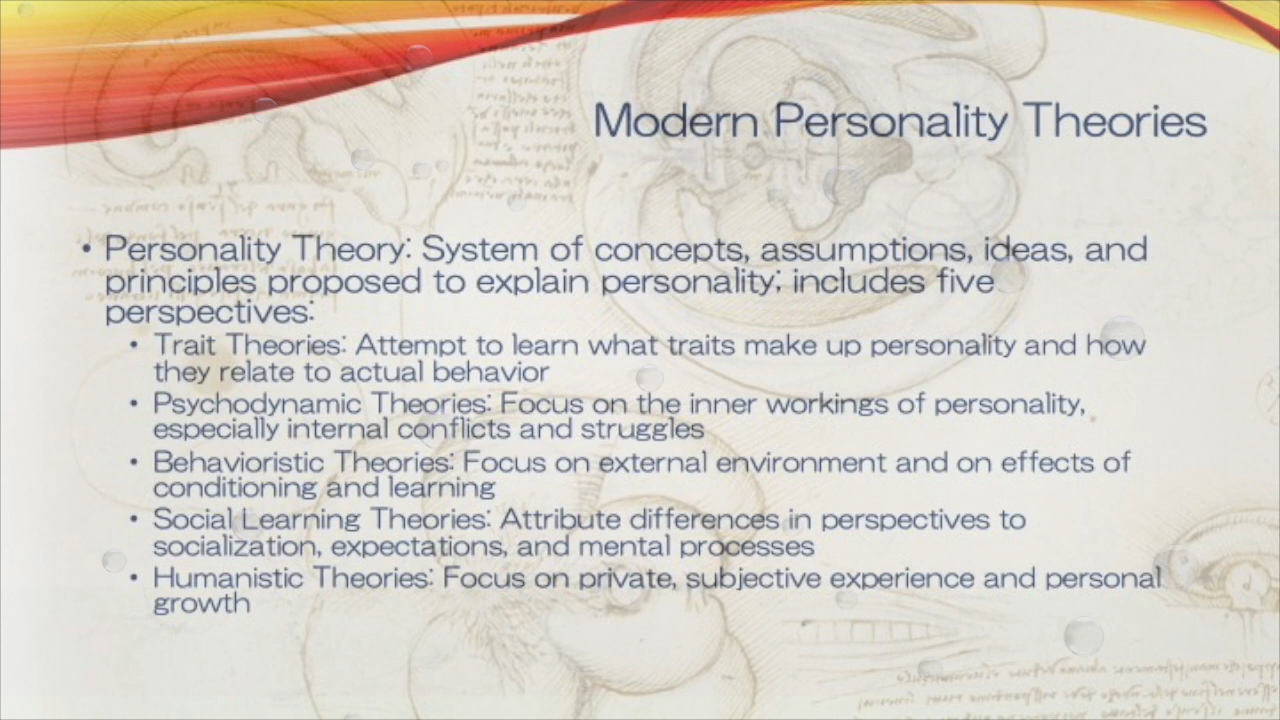 Modern Personality Theories
• Personality Theory: System of concepts, assumptions, ideas, and
principles proposed to explain personality; includes five
perspectives:
• Trait Theories: Attempt to learn what traits make up personality and how
they relate to actual behavior
• Psychodynamic Theories: Focus on the inner workings of personality,
especially internal conflicts and struggles
• Behavioristic Theories: Focus on external environment and on effects of
conditioning and learning
• Social Learning Theories: Attribute differences in perspectives to
socialization, expectations, and mental processes
• Humanistic Theories: Focus on private, subjective experience and personal
growth